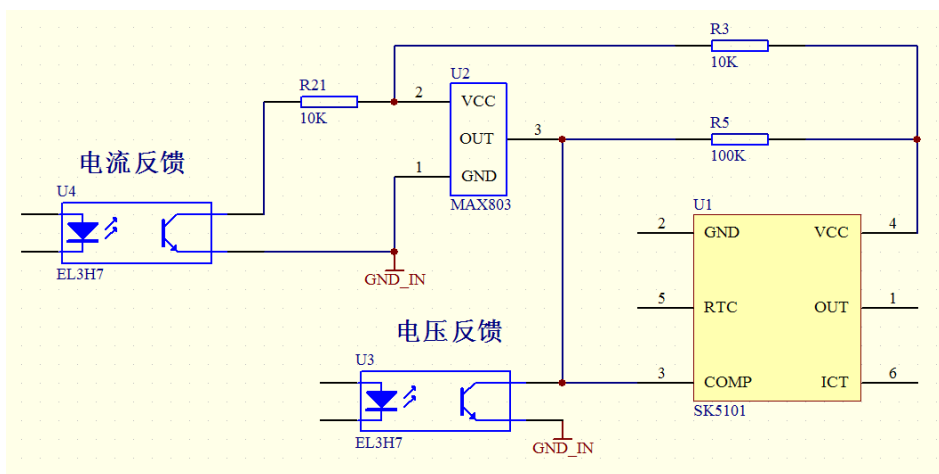 R3
10K
R21
10K
U2
2
VCC
OUT
3
1
GND
MAX803
R5
100K
电流反馈
U4
EL3H7
GND_IN
U1
2
GND
VCC
4
5
RTC
OUT
1
3
COMP
ICT
6
SK5101
电压反馈
U3
EL3H7
GND_IN